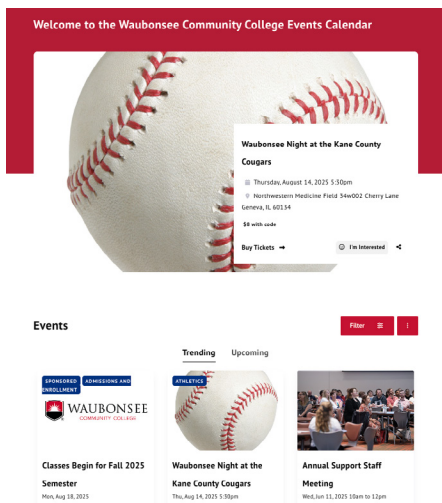 Welcome to the Waubonsee Community College Events Calendar
Waubonsee Night at the Kane County
Cougars
Thursday, August 14, 2025 5:30pm
Northwestern Medicine Field 34w002 Cherry Lane
Geneva, IL 60134
$8 with code
Buy Tickets →
I'm Interested
Events
Filter
Trending
Upcoming
SPONSORED
ADMISSIONS AND
ENROLLMENT
WAUBONSEE
COMMUNITY COLLEGE
Classes Begin for Fall 2025
Semester
Mon, Aug 18, 2025
ATHLETICS
Waubonsee Night at the
Kane County Cougars
Thu, Aug 14, 2025 5:30pm
Annual Support Staff
Meeting
Wed, Jun 11, 2025 10am to 12pm